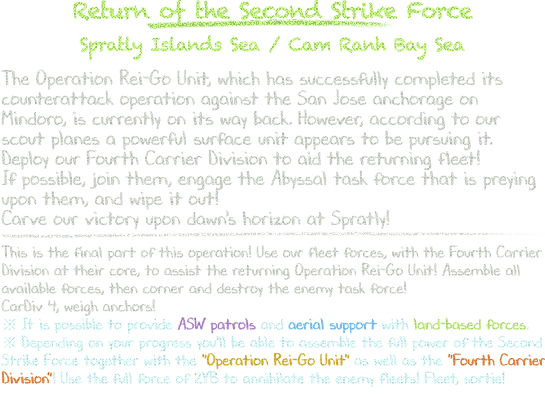 Return of the Second Strike Force
Spratly Islands Sea / Cam Ranh Bay Sea
The Operation Rei-Go Unit, which has successfully completed its
counterattack operation against the San Jose anchorage on
Mindoro, is currently on its way back. However, according to our
scout planes a powerful surface unit appears to be pursuing it.
Deploy our Fourth Carrier Division to aid the returning fleet!
If possible, join them, engage the Abyssal task force that is preying
upon them, and wipe it out!
Carve our victory upon dawn's horizon at Spratly!
This is the final part of this operation! Use our fleet forces, with the Fourth Carrier
Division at their core, to assist the returning Operation Rei-Go Unit! Assemble all
available forces, then corner and destroy the enemy task force!
CarDiv 4, weigh anchors!
※ It is possible to provide ASW patrols and aerial support with land-based forces.
※ Depending on your progress you'll be able to assemble the full power of the Second
Strike Force together with the "Operation Rei-Go Unit" as well as the "Fourth Carrier
Division"! Use the full force of 2YB to annihilate the enemy fleets! Fleet, sortie!